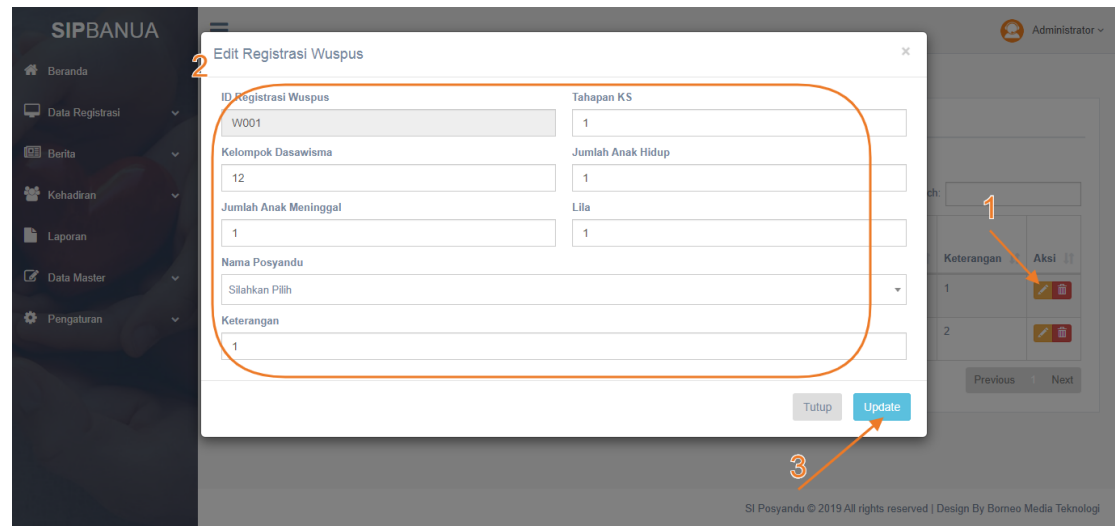 SIPBANUA
Administrator
Beranda
Data Registrasi
Berita
Kehadiran
Laporan
Data Master
Pengaturan
2
Edit Registrasi Wuspus
×
ID Registrasi Wuspus
Tahapan KS
W001
1
Kelompok Dasawisma
Jumlah Anak Hidup
12
1
Jumlah Anak Meninggal
Lila
1
1
Nama Posyandu
Silahkan Pilih
Keterangan
1
Tutup
Update
3
ch:
1
Keterangan
Aksi
1
2
Previous
1
Next
SI Posyandu © 2019 All rights reserved | Design By Borneo Media Teknologi